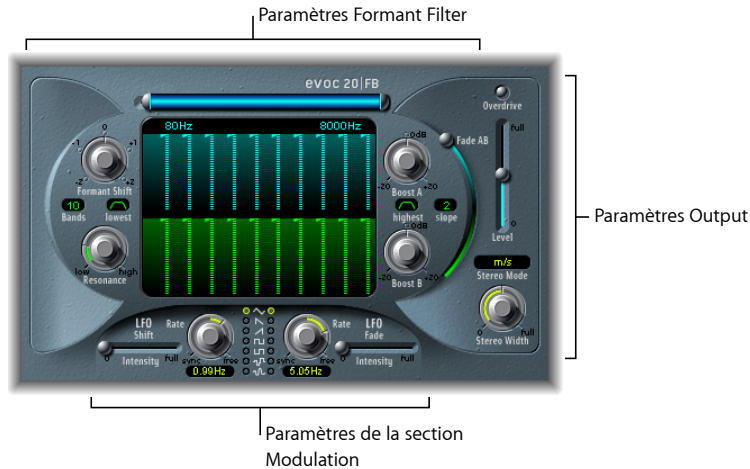 Paramètres Formant Filter
evoc 20|FB
80Hz 8000Hz
Overdrive
full
0
Level
Fade AB
0
-1 +1
-2 +2
Formant Shift
10
Bands lowest
low high
Resonance
0dB
-20 +20
Boost A
2
highest slope
0dB
-20 +20
Boost B
m/s
Stereo Mode
0 full
Stereo Width
LFO
Shift
Rate
0 full
Intensity
sync free
0.99Hz
Rate
LFO
Fade
sync free
5.05Hz
0 full
Intensity
Paramètres Output
Paramètres de la section
Modulation